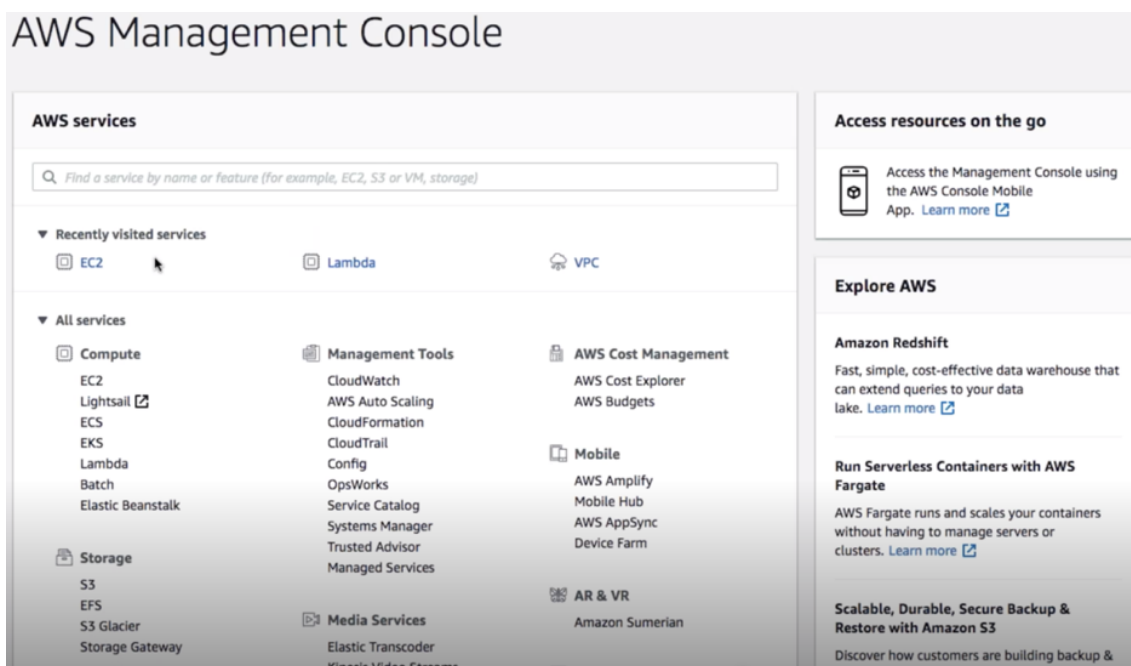 AWS Management Console
AWS services
Find a service by name or feature (for example, EC2, S3 or VM, storage)
Recently visited services
EC2
Lambda
VPC
All services
Compute
EC2
Lightsail
ECS
EKS
Lambda
Batch
Elastic Beanstalk
Storage
S3
EFS
S3 Glacier
Storage Gateway
Management Tools
CloudWatch
AWS Auto Scaling
CloudFormation
CloudTrail
Config
OpsWorks
Service Catalog
Systems Manager
Trusted Advisor
Managed Services
Media Services
Elastic Transcoder
Kinesis Video Streams
AWS Cost Management
AWS Cost Explorer
AWS Budgets
Mobile
AWS Amplify
Mobile Hub
AWS AppSync
Device Farm
AR & VR
Amazon Sumerian
Access resources on the go
Access the Management Console using
the AWS Console Mobile
App. Learn more
Explore AWS
Amazon Redshift
Fast, simple, cost-effective data warehouse that
can extend queries to your data
lake. Learn more
Run Serverless Containers with AWS
Fargate
AWS Fargate runs and scales your containers
without having to manage servers or
clusters. Learn more
Scalable, Durable, Secure Backup &
Restore with Amazon S3
Discover how customers are building backup &